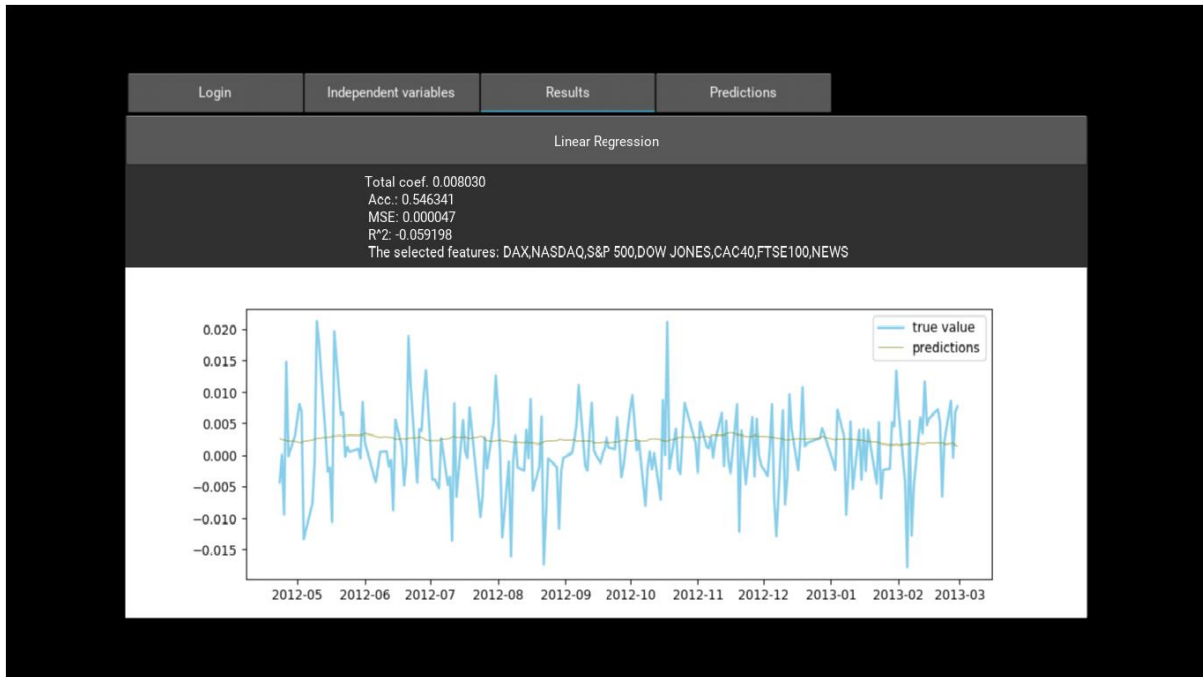 Login Independent variables Results Predictions
Linear Regression
Total coef. 0.008030
Acc.: 0.546341
MSE: 0.000047
R^2: -0.059198
The selected features: DAX,NASDAQ,S&P 500,DOW JONES,CAC40,FTSE100,NEWS
true value
predictions
0.020
0.015
0.010
0.005
0.000
−0.005
−0.010
−0.015
2012-05 2012-06 2012-07 2012-08 2012-09 2012-10 2012-11 2012-12 2013-01 2013-02 2013-03